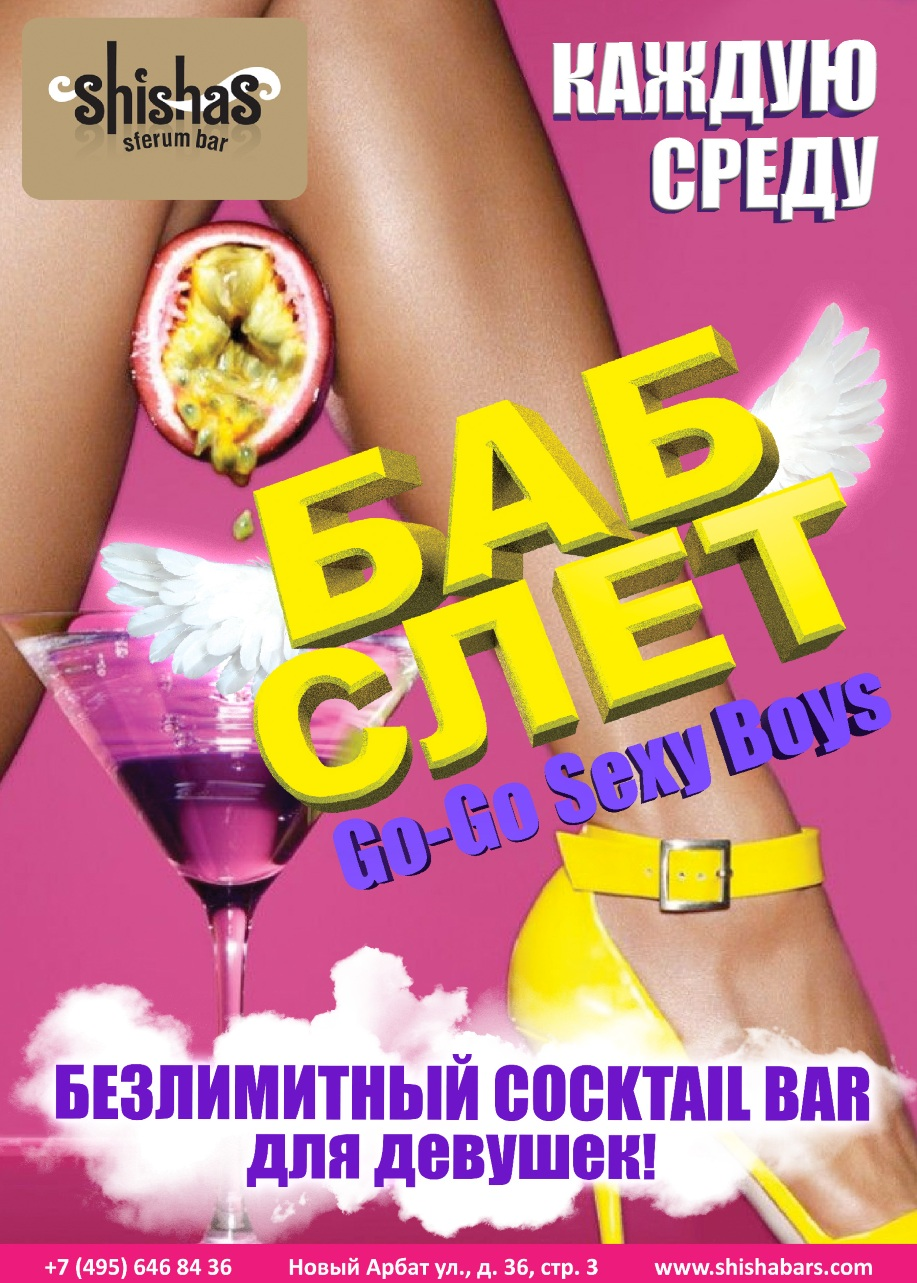 shishas
sferum bar
КАЖДУЮ
СРЕДУ
БАБ
СЛЕТ
Go-Go Sexy Boys
БЕЗЛИМИТНЫЙ COCKTAIL BAR
для девушек!
+7 (495) 646 84 36 Новый Арбат ул., д. 36, стр. 3 www.shishabars.com